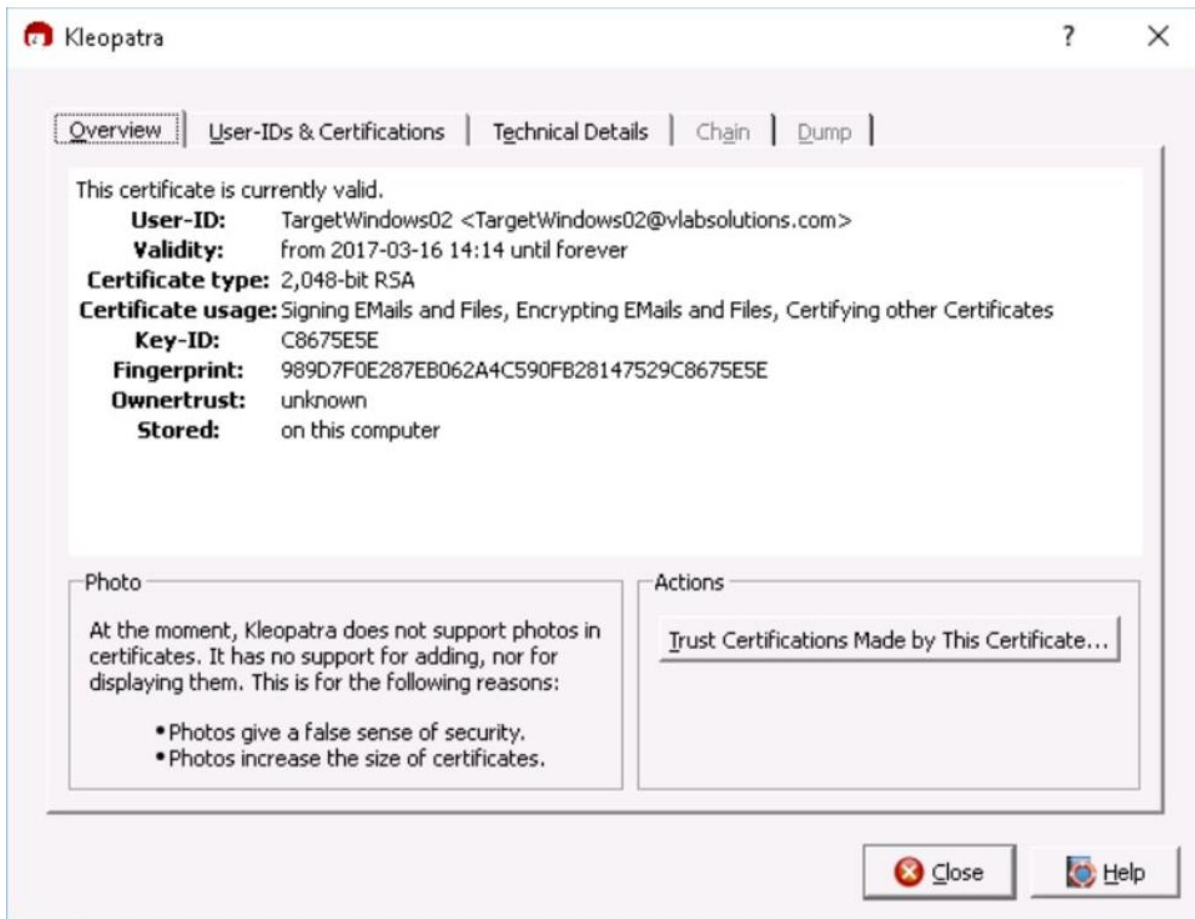 Kleopatra
?
Overview
User-IDs & Certifications
Technical Details
Chain
Dump
This certificate is currently valid.
User-ID: TargetWindows02 <TargetWindows02@vlabsolutions.com>
Validity: from 2017-03-16 14:14 until forever
Certificate type: 2,048-bit RSA
Certificate usage: Signing EMails and Files, Encrypting EMails and Files, Certifying other Certificates
Key-ID: C8675E5E
Fingerprint: 989D7F0E287EB062A4C590FB28147529C8675E5E
Ownertrust: unknown
Stored: on this computer
Photo
At the moment, Kleopatra does not support photos in
certificates. It has no support for adding, nor for
displaying them. This is for the following reasons:
•Photos give a false sense of security.
•Photos increase the size of certificates.
Actions
Trust Certifications Made by This Certificate...
Close
Help